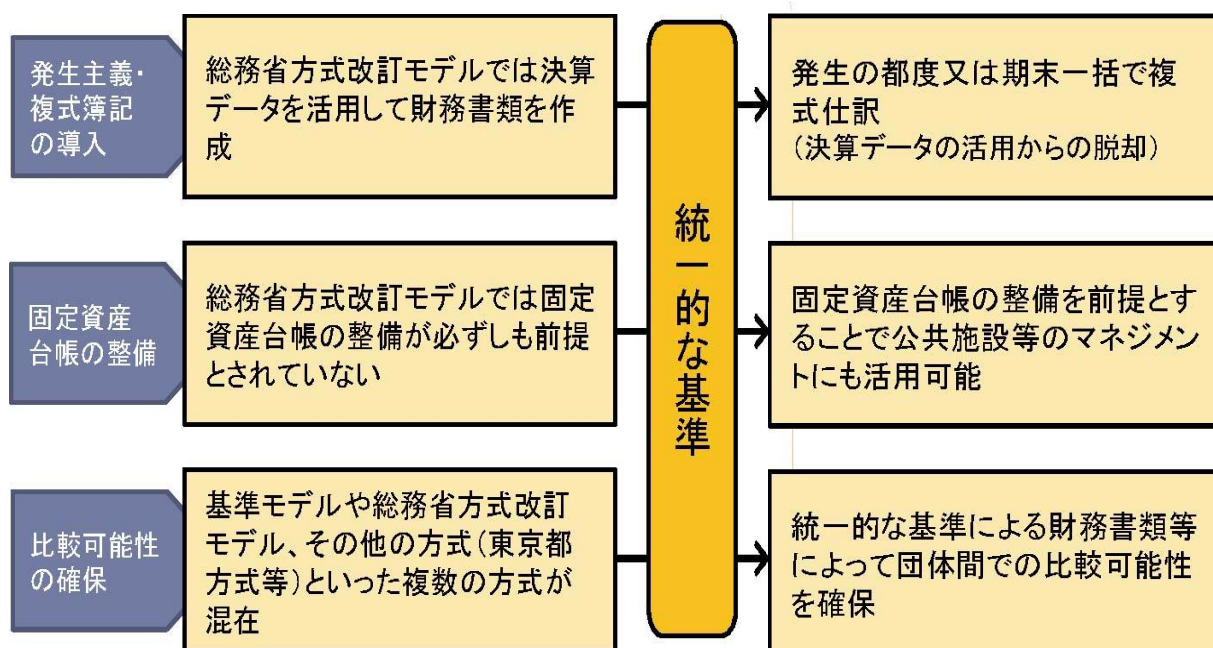 発生主義・
複式簿記
の導入
総務省方式改訂モデルでは決算
データを活用して財務書類を作
成
発生の都度又は期末一括で複
式仕訳
（決算データの活用からの脱却）
固定資産
台帳の整備
総務省方式改訂モデルでは固定
資産台帳の整備が必ずしも前提
とされていない
統一的な基準
固定資産台帳の整備を前提とす
ることで公共施設等のマネジメン
トにも活用可能
比較可能性
の確保
基準モデルや総務省方式改訂
モデル、その他の方式（東京都
方式等）といった複数の方式が
混在
統一的な基準による財務書類等
によって団体間での比較可能性
を確保